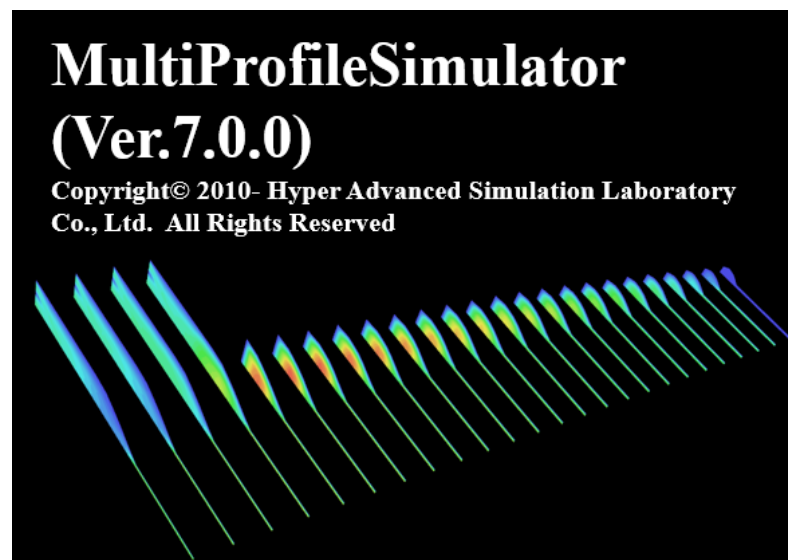 MultiProfileSimulator
(Ver.7.0.0)
Copyright© 2010- Hyper Advanced Simulation Laboratory
Co., Ltd.  All Rights Reserved